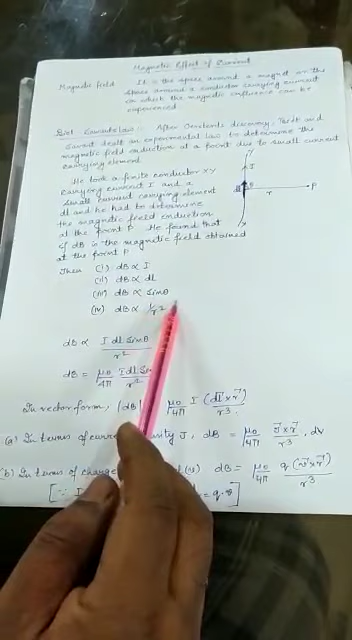 Magnetic Effect of Current
Magnetic field It is the space around a magnet or the
space around a conductor carrying current
in which the magnetic influence can be
experienced
Biot Savart's law: After Oersted's discovery, Biot and
Savart dealt an experimental law to determine the
magnetic field induction at a point due to small current
carrying element
He took a finite conductor XY
carrying current I and a
small current carrying element
dl and he had to determine
the magnetic field induction
at the point P He found that
if dB is the magnetic field obtained
at the point P
I
r P
Then (i) dB ∝ I
(ii) dB ∝ dl
(iii) dB ∝ Sinθ
(iv) dB ∝ 1/r²
dB ∝ I dl Sinθ / r²
dB = μ₀/4π I dl / r²
In vector form, |dB| μ₀/4π I (dl × r) / r³
(a) In terms of J, dB = μ₀/4π × r / r³ . dv
(b) In terms of (v) dB = μ₀/4π q (v × r) / r³
[∵ I = q.v]